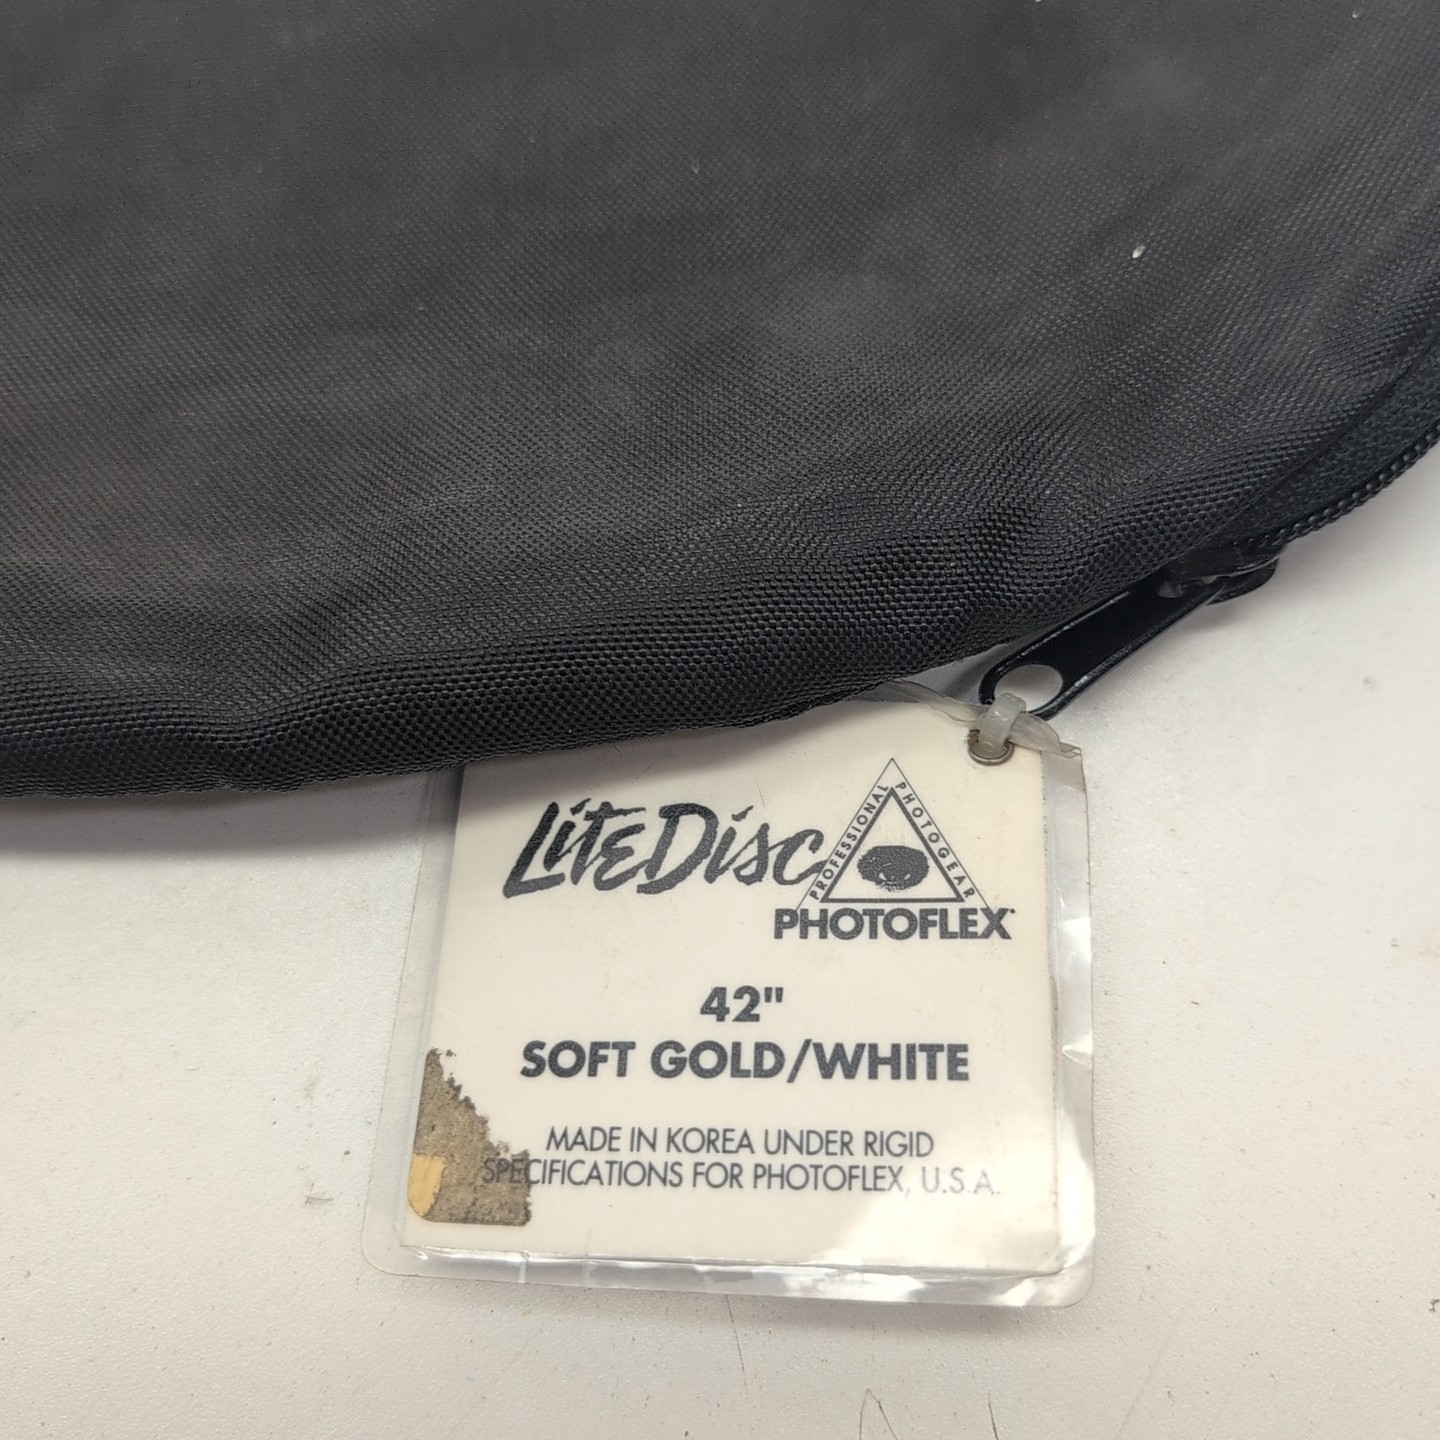 LiteDisc
PROFESSIONAL PHOTOGEAR
PHOTOFLEX
42"
SOFT GOLD/WHITE
MADE IN KOREA UNDER RIGID
SPECIFICATIONS FOR PHOTOFLEX, U.S.A.